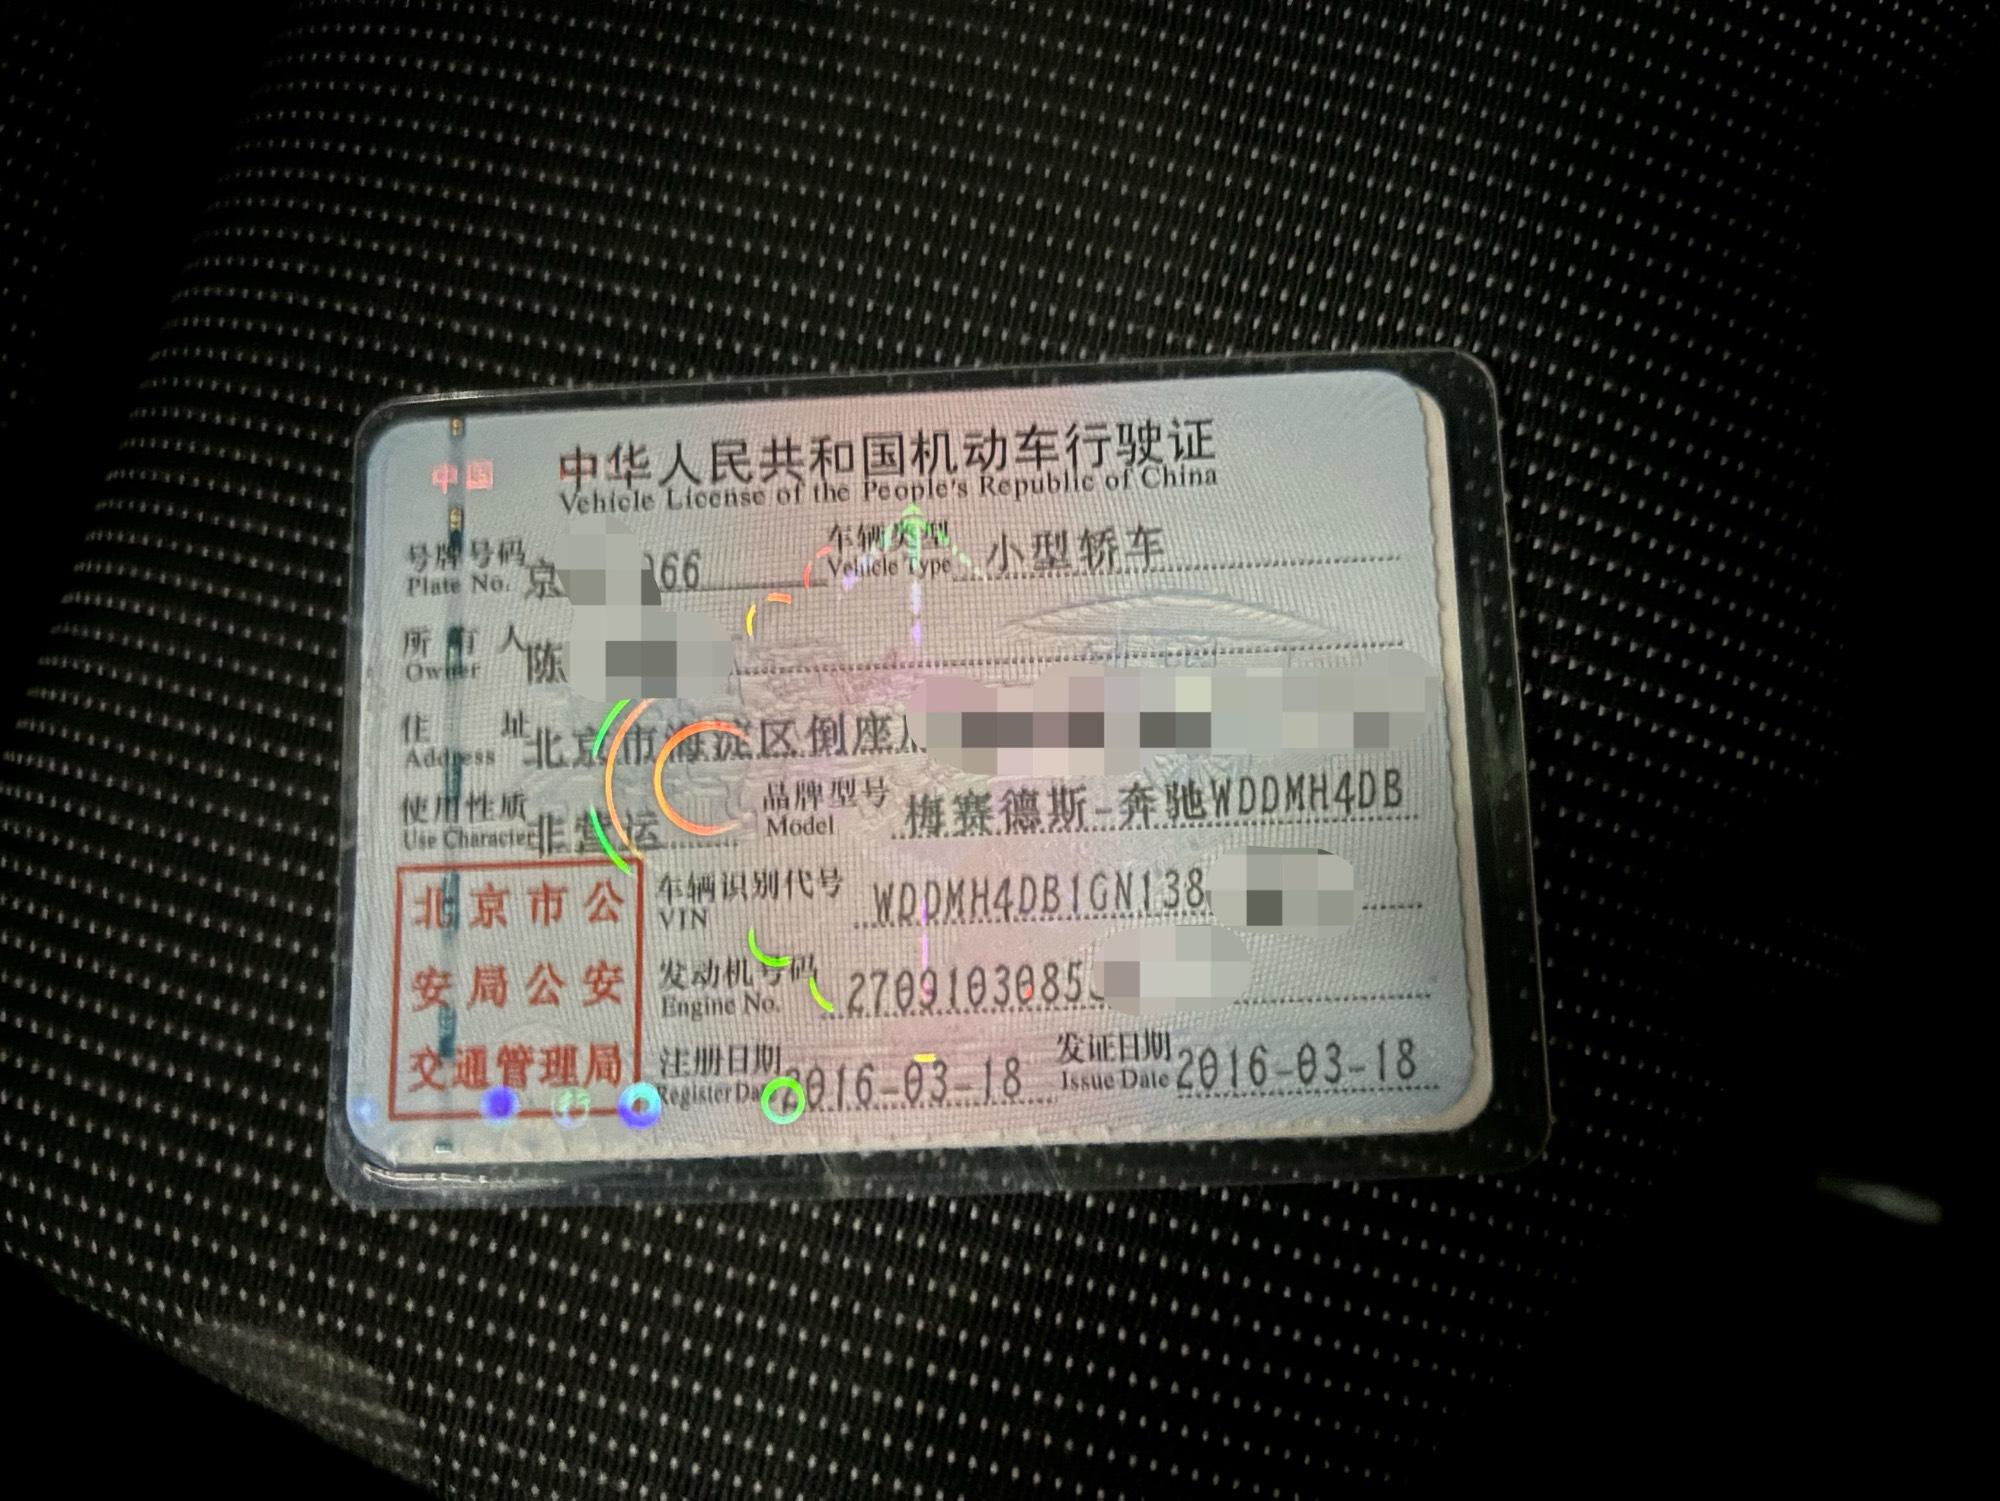 中国
中华人民共和国机动车行驶证
Vehicle License of the People's Republic of China
号牌号码 京 66 车辆类型 小型轿车
Plate No. Vehicle Type
所有人 陈
Owner
住址 北京市海淀区倒座
Address
使用性质 非营运 品牌型号 梅赛德斯-奔驰WDDMH4DB
Use Character Model
北京市公
安局公安
交通管理局
车辆识别代号 WDDMH4DB1GN138
VIN
发动机号码 27091030855
Engine No.
注册日期 2016-03-18 发证日期 2016-03-18
Register Date Issue Date